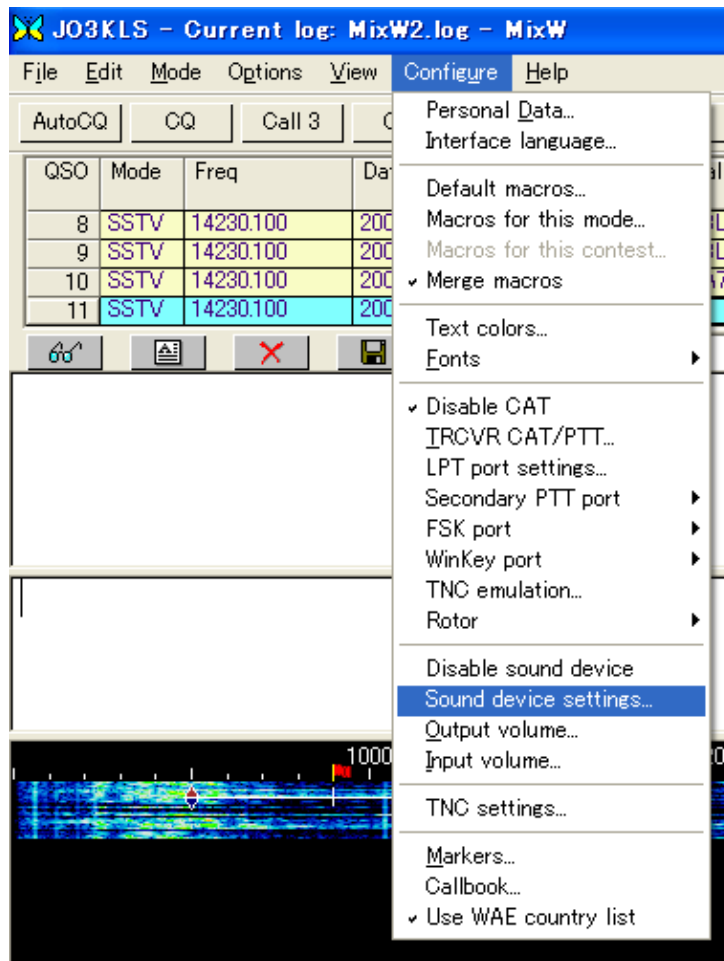 JO3KLS - Current log: MixW2.log - MixW
File Edit Mode Options View Configure Help
AutoCQ CQ Call 3
QSO Mode Freq
8 SSTV 14230.100 200
9 SSTV 14230.100 200
10 SSTV 14230.100 200
11 SSTV 14230.100 200
Personal Data...
Interface language...
Default macros...
Macros for this mode...
Macros for this contest...
Merge macros
Text colors...
Fonts
Disable CAT
TRCVR CAT/PTT...
LPT port settings...
Secondary PTT port
FSK port
WinKey port
TNC emulation...
Rotor
Disable sound device
Sound device settings...
Output volume...
Input volume...
TNC settings...
Markers...
Callbook...
Use WAE country list
1000